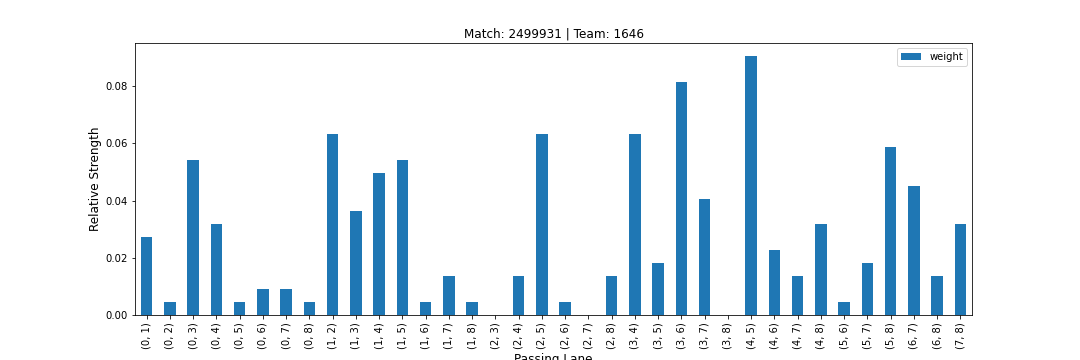 Match: 2499931 | Team: 1646
weight
Relative Strength
0.08
0.06
0.04
0.02
0.00
(0, 1) (0, 2) (0, 3) (0, 4) (0, 5) (0, 6) (0, 7) (0, 8) (1, 2) (1, 3) (1, 4) (1, 5) (1, 6) (1, 7) (1, 8) (2, 3) (2, 4) (2, 5) (2, 6) (2, 7) (2, 8) (3, 4) (3, 5) (3, 6) (3, 7) (3, 8) (4, 5) (4, 6) (4, 7) (4, 8) (5, 6) (5, 7) (5, 8) (6, 7) (6, 8) (7, 8)
Passing Lane